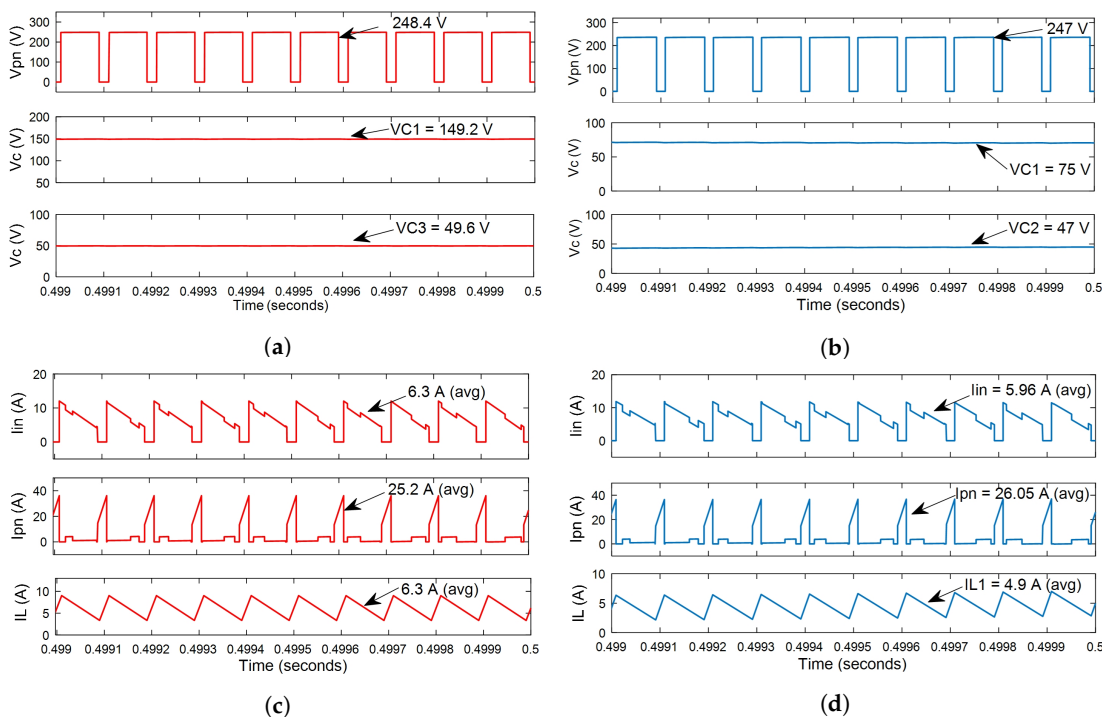 300
200
100
0
Vpn (V)
248.4 V
200
150
100
50
Vc (V)
VC1 = 149.2 V
100
50
0
Vc (V)
VC3 = 49.6 V
0.499 0.4991 0.4992 0.4993 0.4994 0.4995 0.4996 0.4997 0.4998 0.4999 0.5
Time (seconds)
(a)
300
200
100
0
Vpn (V)
247 V
100
50
0
Vc (V)
VC1 = 75 V
100
50
0
Vc (V)
VC2 = 47 V
0.499 0.4991 0.4992 0.4993 0.4994 0.4995 0.4996 0.4997 0.4998 0.4999 0.5
Time (seconds)
(b)
20
10
0
Iin (A)
6.3 A (avg)
40
20
0
Ipn (A)
25.2 A (avg)
10
5
0
IL (A)
6.3 A (avg)
0.499 0.4991 0.4992 0.4993 0.4994 0.4995 0.4996 0.4997 0.4998 0.4999 0.5
Time (seconds)
(c)
20
10
0
Iin (A)
Iin = 5.96 A (avg)
40
20
0
Ipn (A)
Ipn = 26.05 A (avg)
10
5
0
IL (A)
IL1 = 4.9 A (avg)
0.499 0.4991 0.4992 0.4993 0.4994 0.4995 0.4996 0.4997 0.4998 0.4999 0.5
Time (seconds)
(d)